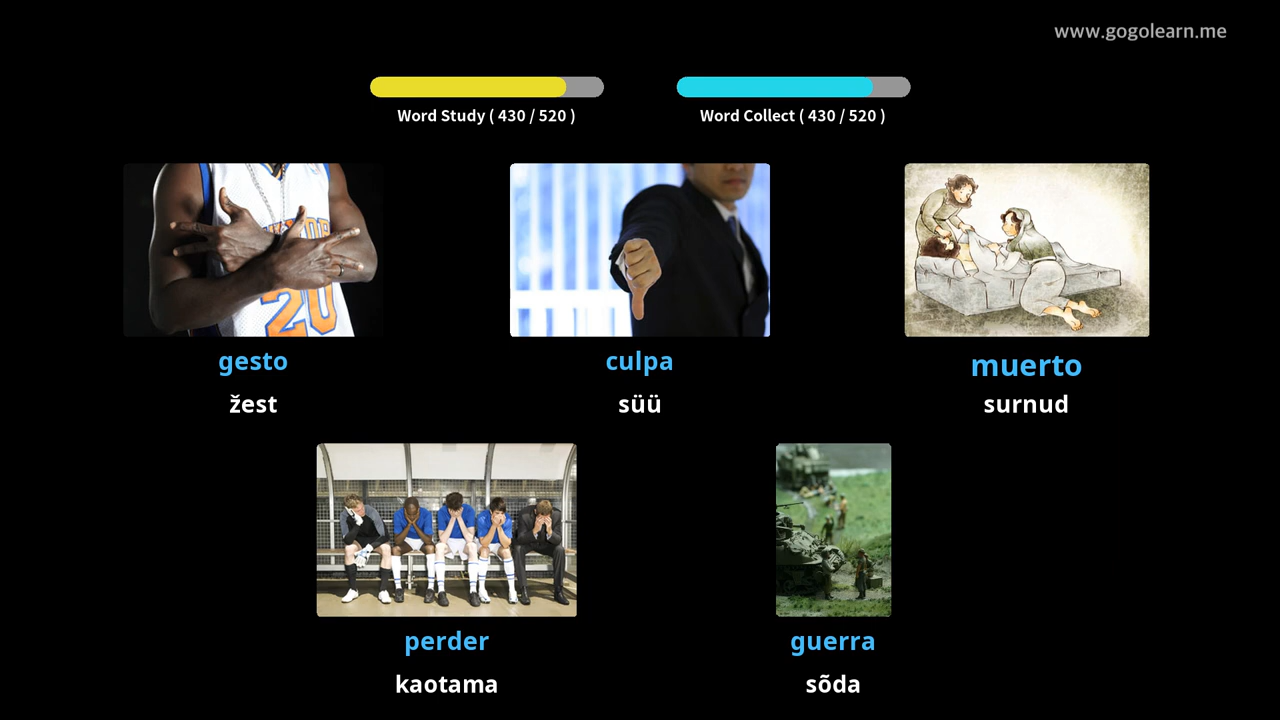 www.gogolearn.me
Word Study ( 430 / 520 )
Word Collect ( 430 / 520 )
20
gesto
culpa
muerto
žest
süü
surnud
perder
guerra
kaotama
sõda